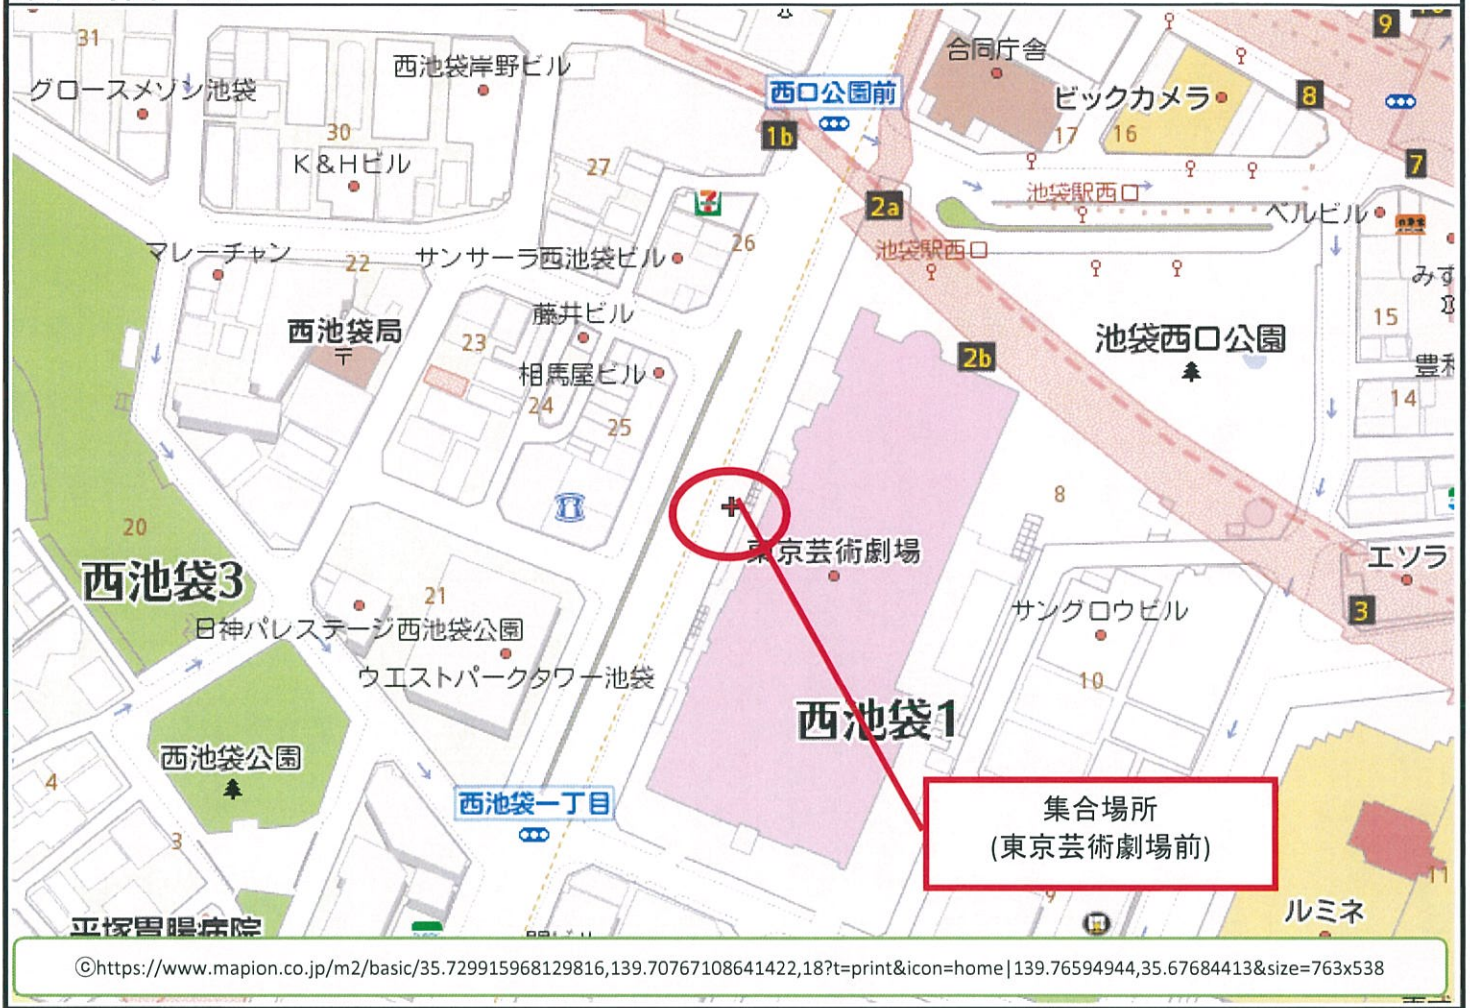 31
グロースメゾン池袋
西池袋岸野ビル
30
K&Hビル
27
西口公園前
1b
合同庁舎
17
ビックカメラ
16
9
8
7
2a
池袋駅西口
池袋駅西口
ベルビル
26
マレーチャン
22
サンサーラ西池袋ビル
西池袋局
23
藤井ビル
相馬屋ビル
24
25
2b
池袋西口公園
15
14
8
20
西池袋3
21
日神パレステージ西池袋公園
ウエストパークタワー池袋
東京芸術劇場
サングロウビル
10
エソラ
3
西池袋1
西池袋公園
4
3
西池袋一丁目
集合場所
(東京芸術劇場前)
9
11
ルミネ
平塚胃腸病院
©https://www.mapion.co.jp/m2/basic/35.729915968129816,139.70767108641422,18?t=print&icon=home|139.76594944,35.67684413&size=763x538